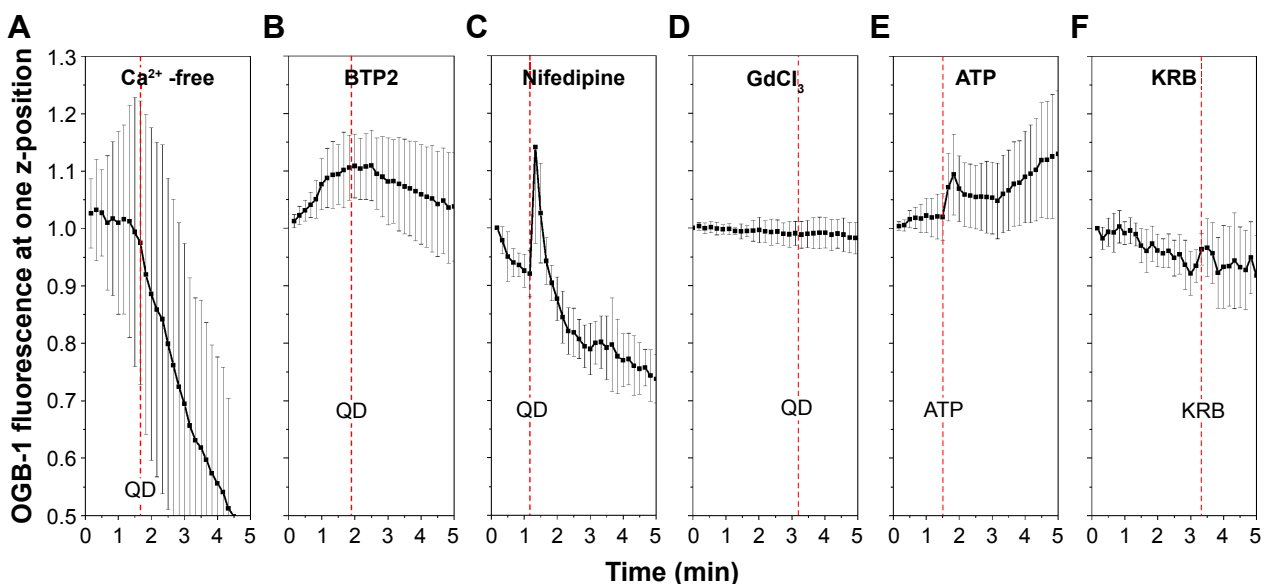 A B C D E F
OGB-1 fluorescence at one z-position
1.3
1.2
1.1
1.0
0.9
0.8
0.7
0.6
0.5
Ca²⁺ -free
QD
0 1 2 3 4 5
BTP2
QD
0 1 2 3 4 5
Nifedipine
QD
0 1 2 3 4 5
GdCl₃
QD
0 1 2 3 4 5
ATP
ATP
0 1 2 3 4 5
KRB
KRB
0 1 2 3 4 5
Time (min)